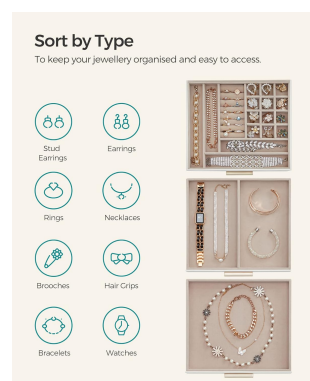 Sort by Type
To keep your jewellery organised and easy to access.
Stud
Earrings
Earrings
Rings
Necklaces
Brooches
Hair Grips
Bracelets
Watches